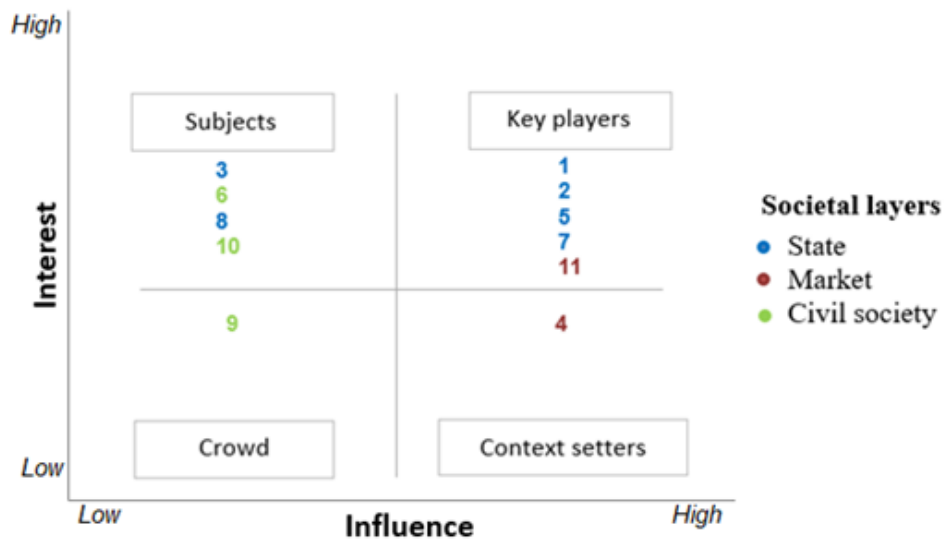 High
Subjects
Key players
3
6
8
10
1
2
5
7
11
Interest
9
4
Crowd
Context setters
Low
Low
Influence
High
Societal layers
State
Market
Civil society